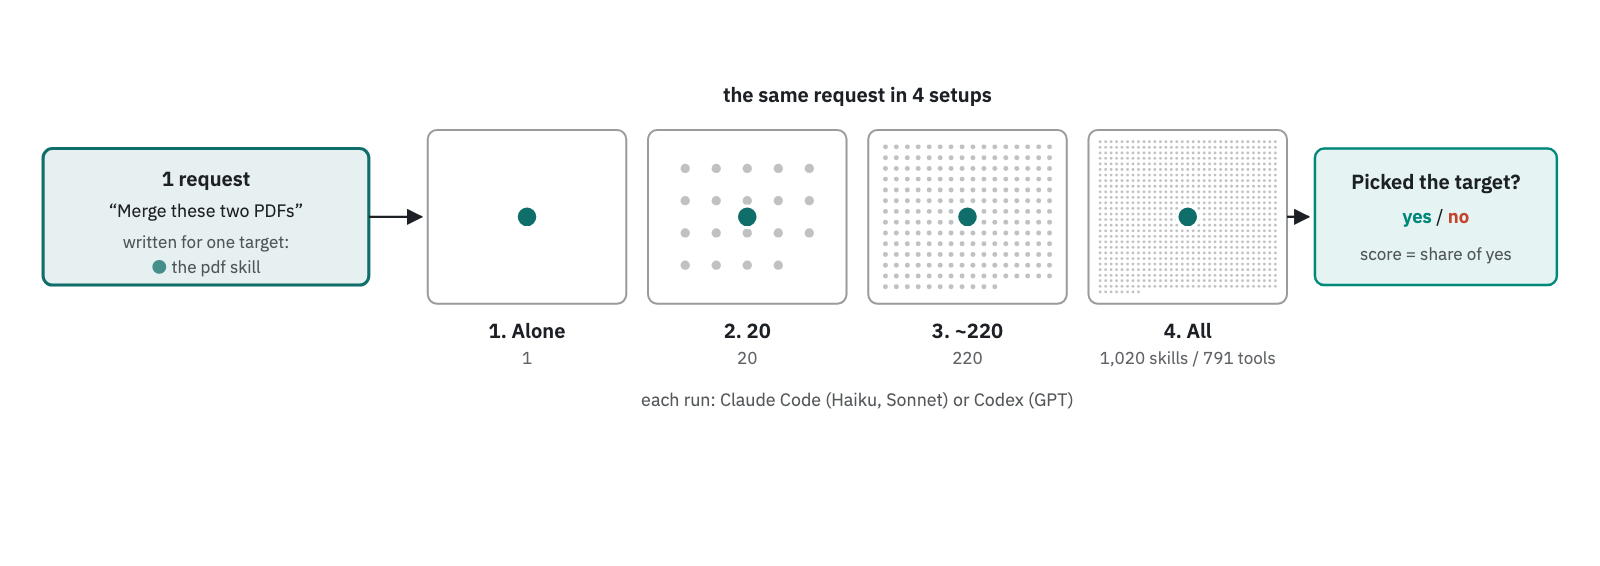 the same request in 4 setups
1 request
“Merge these two PDFs”
written for one target:
the pdf skill
1. Alone
1
2. 20
20
3. ~220
220
4. All
1,020 skills / 791 tools
Picked the target?
yes / no
score = share of yes
each run: Claude Code (Haiku, Sonnet) or Codex (GPT)